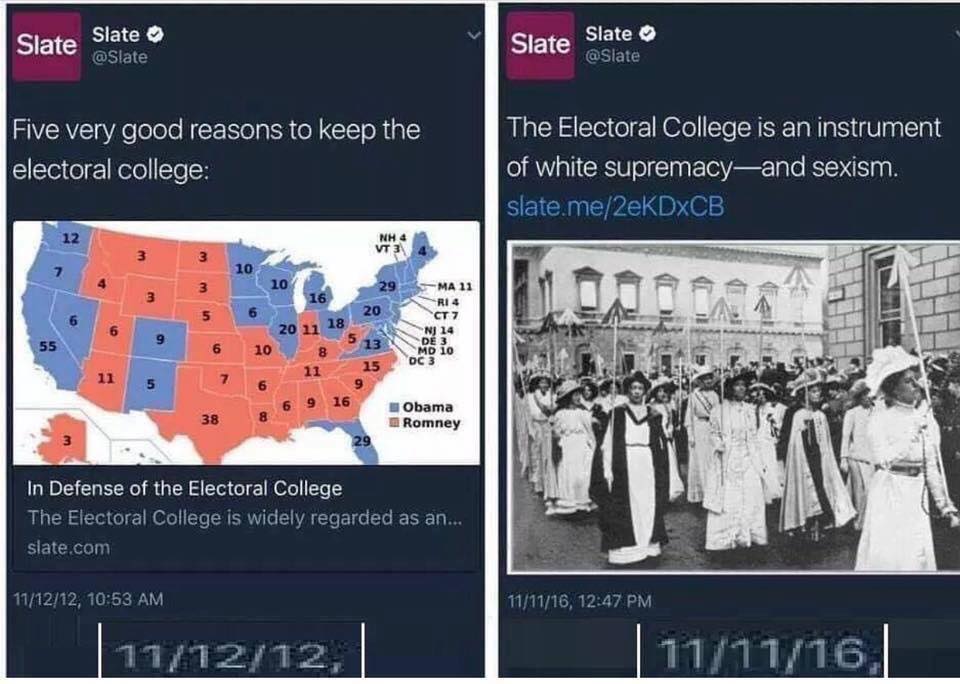 Slate
Slate
@Slate
Five very good reasons to keep the
electoral college:
12
3
3
NH 4
VT 3
4
7
4
10
3
3
10
29
MA 11
16
RI 4
6
5
6
20
CT 7
6
9
20
11
18
NJ 14
55
5
13
DE 3
6
10
8
MD 10
DC 3
11
5
7
11
15
6
9
38
8
6
9
16
Obama
Romney
3
29
In Defense of the Electoral College
The Electoral College is widely regarded as an...
slate.com
11/12/12, 10:53 AM
11/12/12,
Slate
Slate
@Slate
The Electoral College is an instrument
of white supremacy—and sexism.
slate.me/2eKDxCB
11/11/16, 12:47 PM
11/11/16,